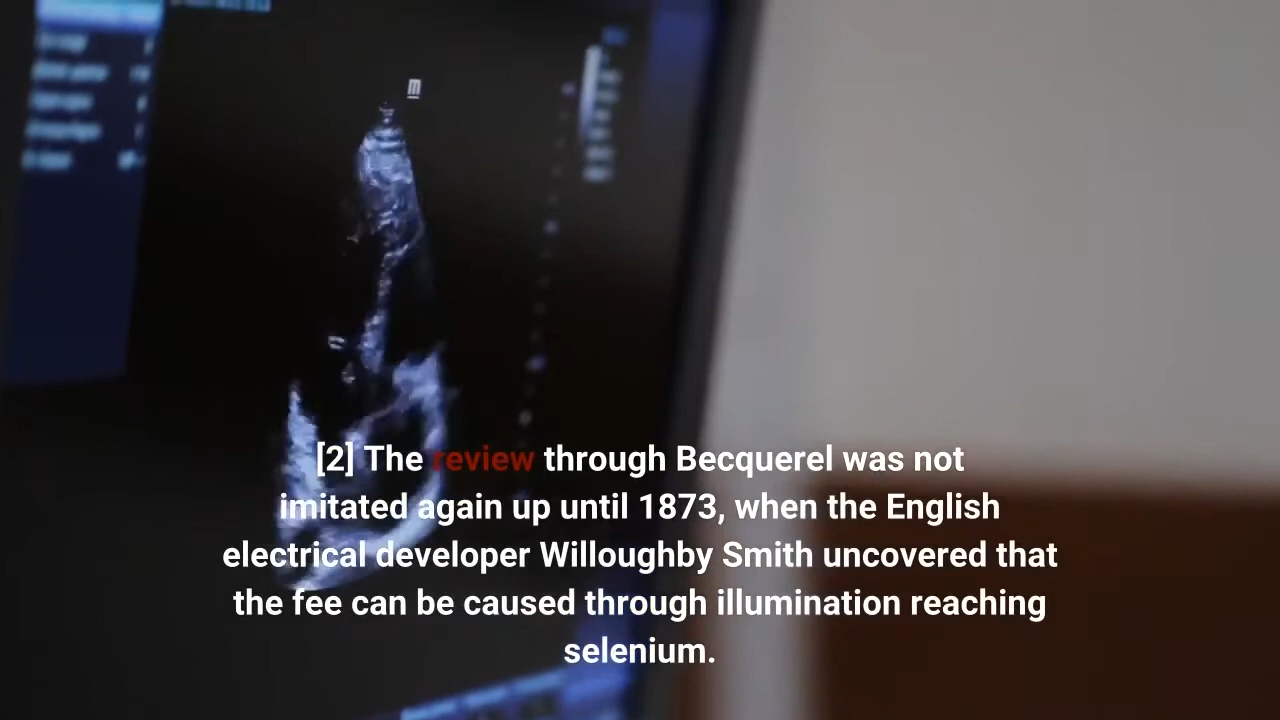 [2] The review through Becquerel was not
imitated again up until 1873, when the English
electrical developer Willoughby Smith uncovered that
the fee can be caused through illumination reaching
selenium.